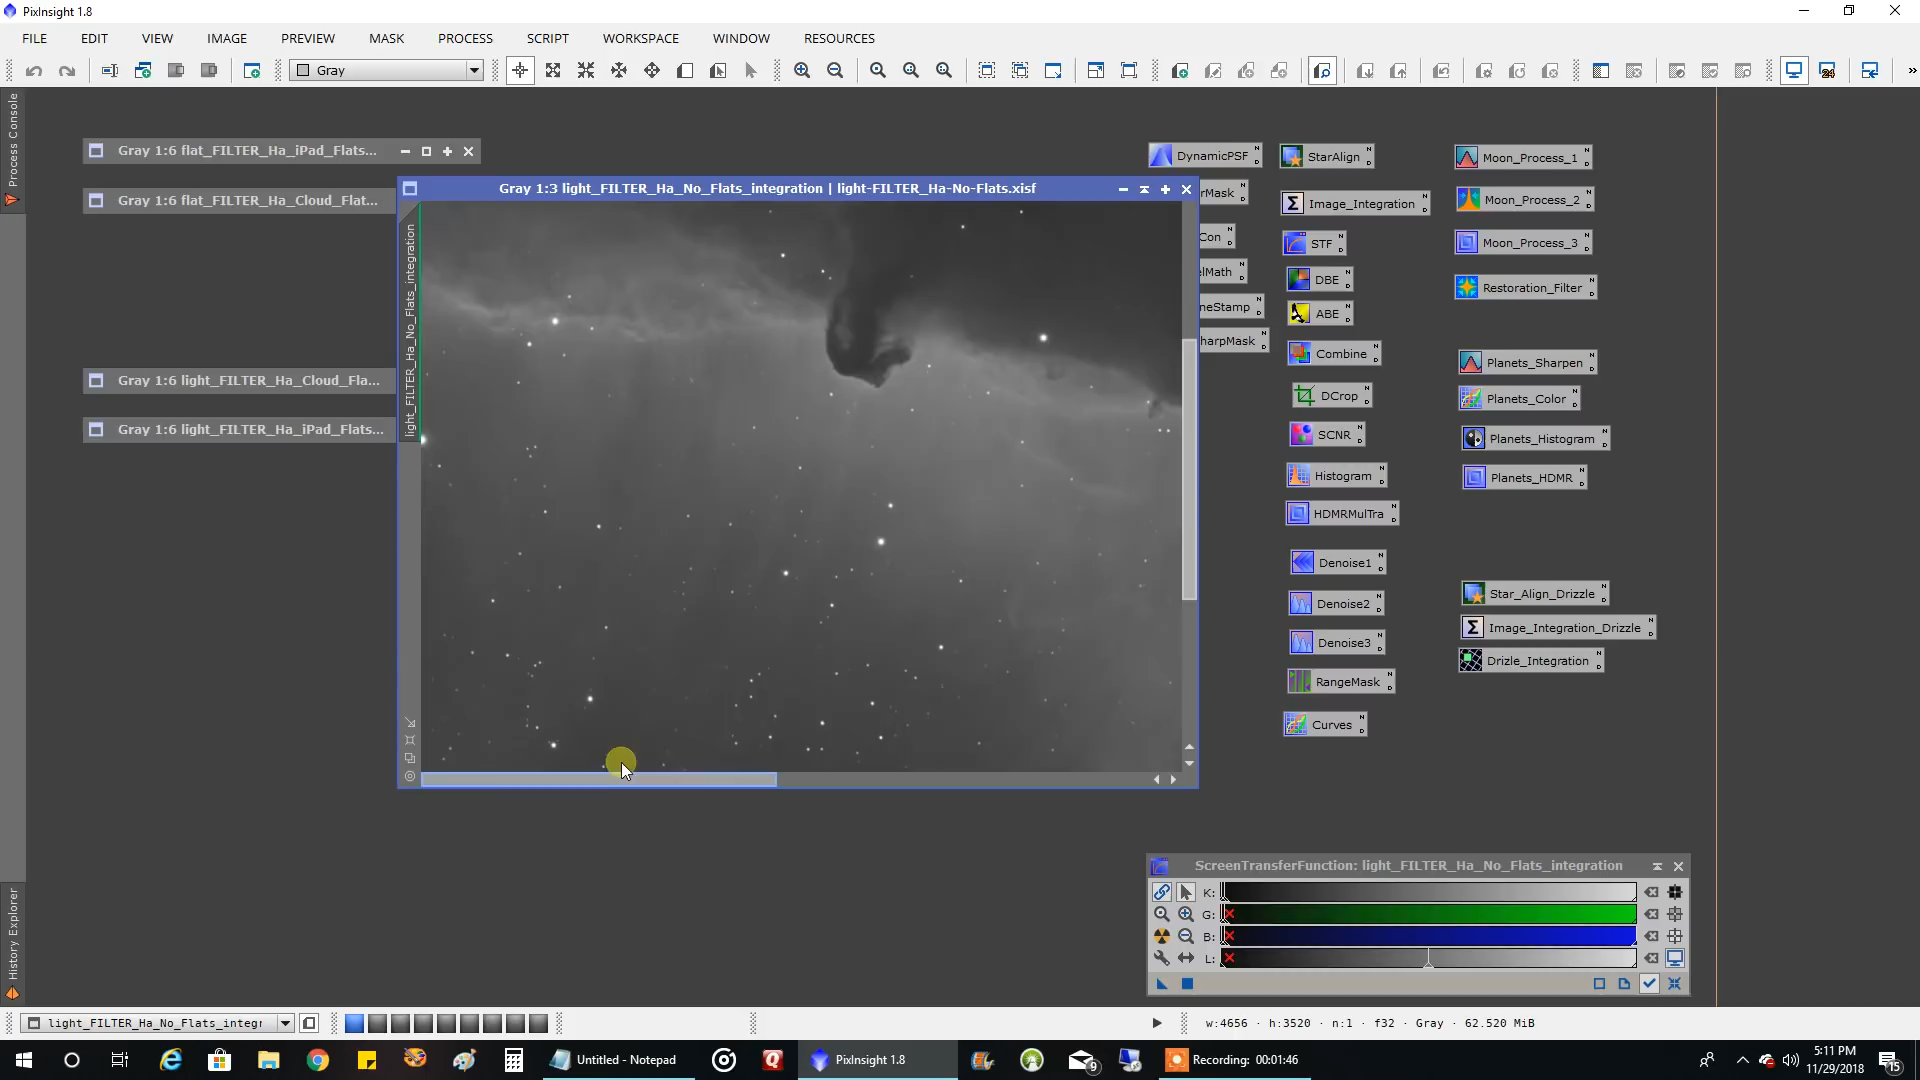 PixInsight 1.8
FILE EDIT VIEW IMAGE PREVIEW MASK PROCESS SCRIPT WORKSPACE WINDOW RESOURCES
Gray
24
Process Console
Gray 1:6 flat_FILTER_Ha_iPad_Flats...
Gray 1:6 flat_FILTER_Ha_Cloud_Flat...
Gray 1:6 light_FILTER_Ha_Cloud_Fla...
Gray 1:6 light_FILTER_Ha_iPad_Flats...
Gray 1:3 light_FILTER_Ha_No_Flats_integration | light-FILTER_Ha-No-Flats.xisf
light_FILTER_Ha_No_Flats_integration
DynamicPSF
rMask
Con
elMath
neStamp
harpMask
StarAlign
Image_Integration
STF
DBE
ABE
Combine
DCrop
SCNR
Histogram
HDMRMulTra
Denoise1
Denoise2
Denoise3
RangeMask
Curves
Moon_Process_1
Moon_Process_2
Moon_Process_3
Restoration_Filter
Planets_Sharpen
Planets_Color
Planets_Histogram
Planets_HDMR
Star_Align_Drizzle
Image_Integration_Drizzle
Drizle_Integration
ScreenTransferFunction: light_FILTER_Ha_No_Flats_integration
K:
G:
B:
L:
History Explorer
light_FILTER_Ha_No_Flats_integr
w:4656 · h:3520 · n:1 · f32 · Gray · 62.520 MiB
Untitled - Notepad
PixInsight 1.8
9
Recording: 00:01:46
5:11 PM
11/29/2018
15